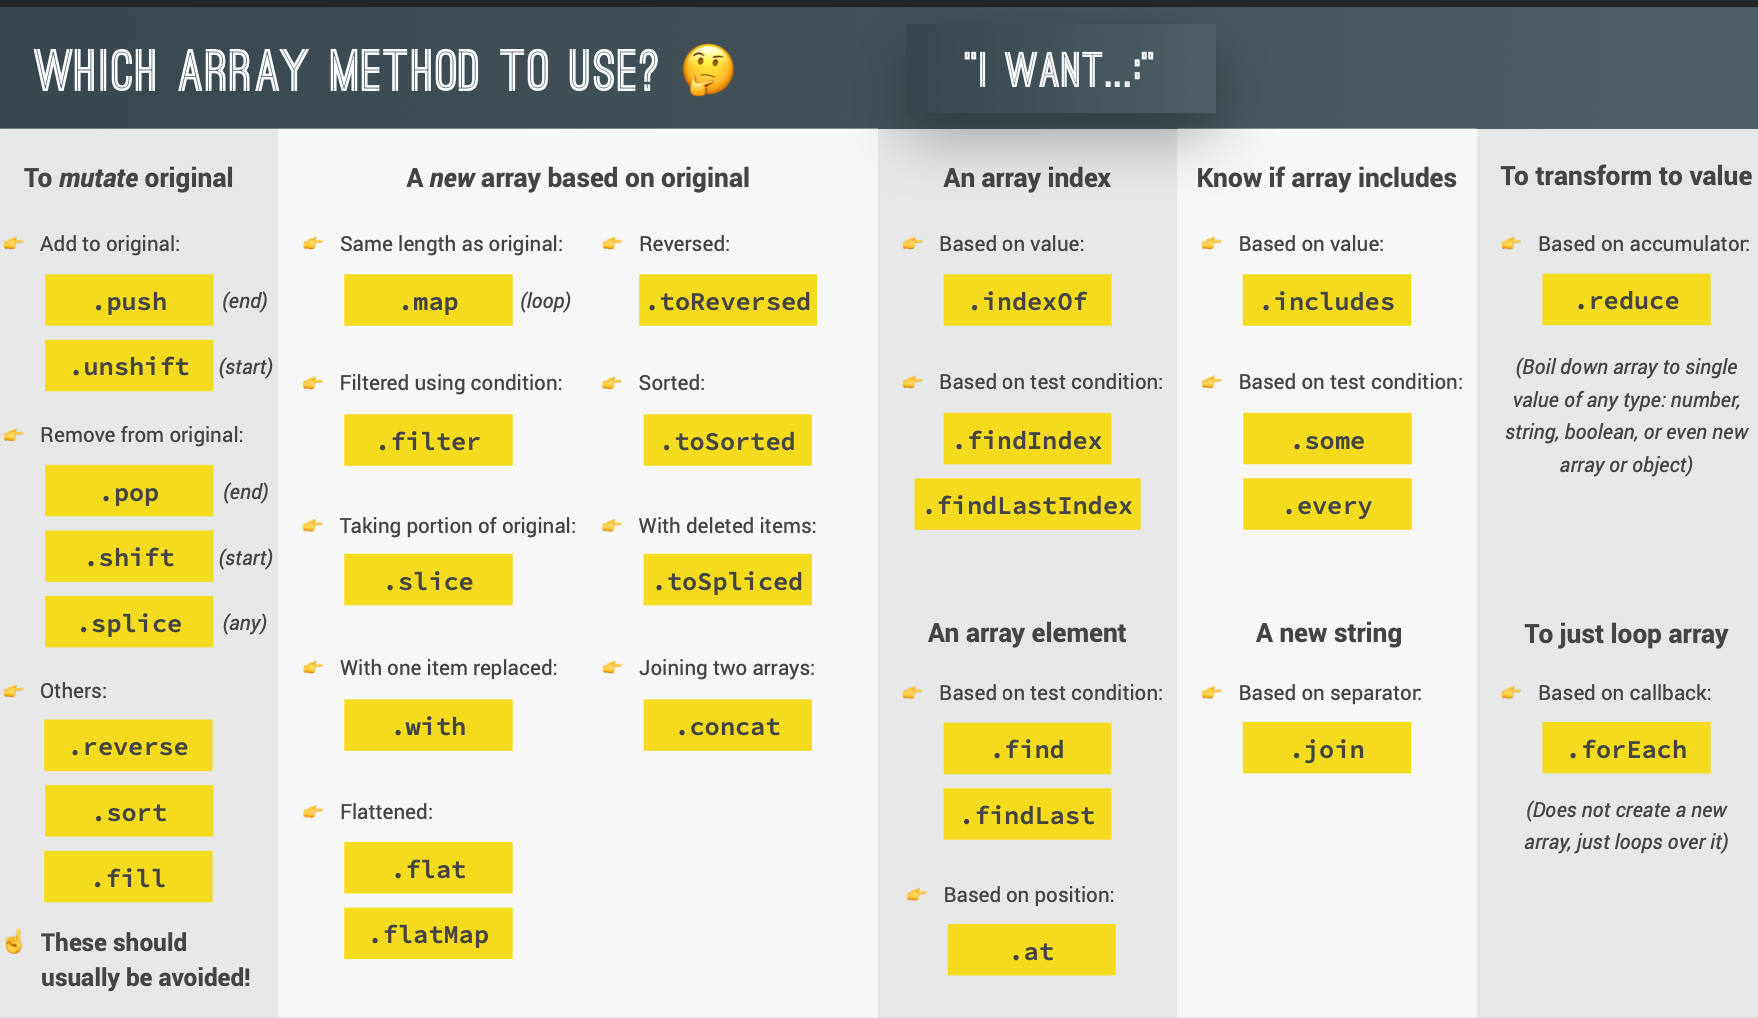 WHICH ARRAY METHOD TO USE? 🤔
"I WANT...:"
To mutate original
👉 Add to original:
.push (end)
.unshift (start)
👉 Remove from original:
.pop (end)
.shift (start)
.splice (any)
👉 Others:
.reverse
.sort
.fill
☝️ These should
usually be avoided!
A new array based on original
👉 Same length as original:
.map (loop)
👉 Filtered using condition:
.filter
👉 Taking portion of original:
.slice
👉 With one item replaced:
.with
👉 Flattened:
.flat
.flatMap
👉 Reversed:
.toReversed
👉 Sorted:
.toSorted
👉 With deleted items:
.toSpliced
👉 Joining two arrays:
.concat
An array index
👉 Based on value:
.indexOf
👉 Based on test condition:
.findIndex
.findLastIndex
An array element
👉 Based on test condition:
.find
.findLast
👉 Based on position:
.at
Know if array includes
👉 Based on value:
.includes
👉 Based on test condition:
.some
.every
A new string
👉 Based on separator:
.join
To transform to value
👉 Based on accumulator:
.reduce
(Boil down array to single
value of any type: number,
string, boolean, or even new
array or object)
To just loop array
👉 Based on callback:
.forEach
(Does not create a new
array, just loops over it)